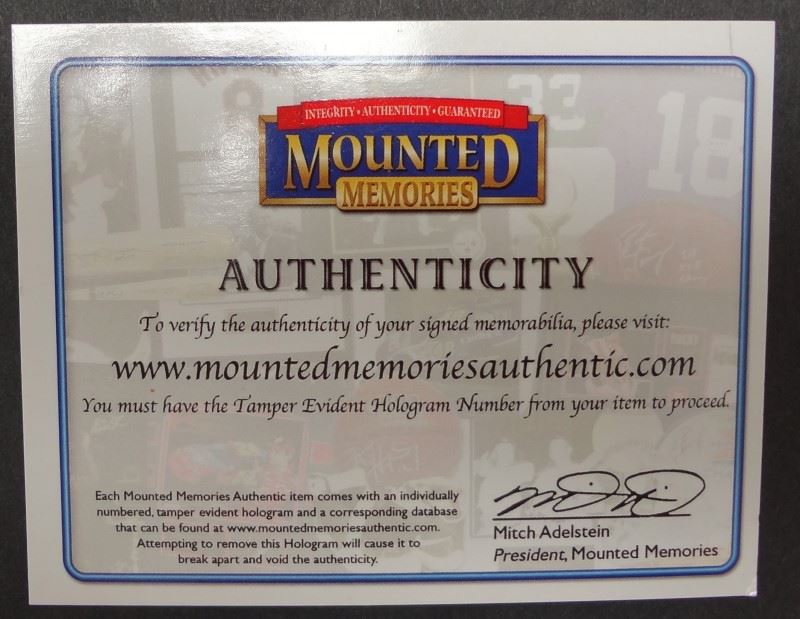 INTEGRITY • AUTHENTICITY • GUARANTEED
MOUNTED
MEMORIES
33
18
AUTHENTICITY
To verify the authenticity of your signed memorabilia, please visit:
www.mountedmemoriesauthentic.com
You must have the Tamper Evident Hologram Number from your item to proceed.
Each Mounted Memories Authentic item comes with an individually
numbered, tamper evident hologram and a corresponding database
that can be found at www.mountedmemoriesauthentic.com.
Attempting to remove this Hologram will cause it to
break apart and void the authenticity.
Mitch Adelstein
President, Mounted Memories